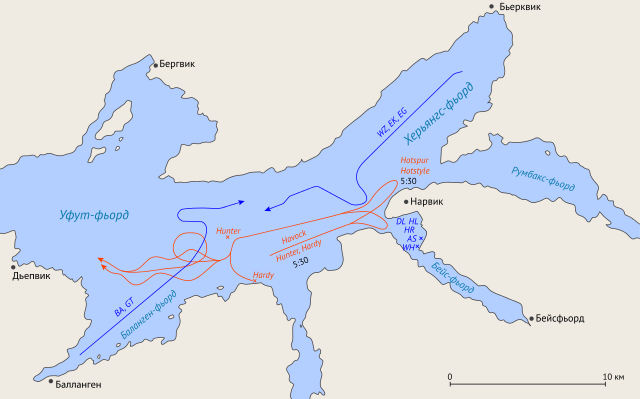 Бьерквик
Бергвик
WZ, EK, EG
Херьянгс-фьорд
Hotspur
Hotstyle
5:30
Румбакс-фьорд
Нарвик
Уфут-фьорд
Hunter
Havock
Hunter, Hardy
5:30
DL HL
HR
AS
WH
Дьепвик
Hardy
Бейс-фьорд
BA, GT
Баланген-фьорд
Бейсфьорд
Балланген
0
10 км